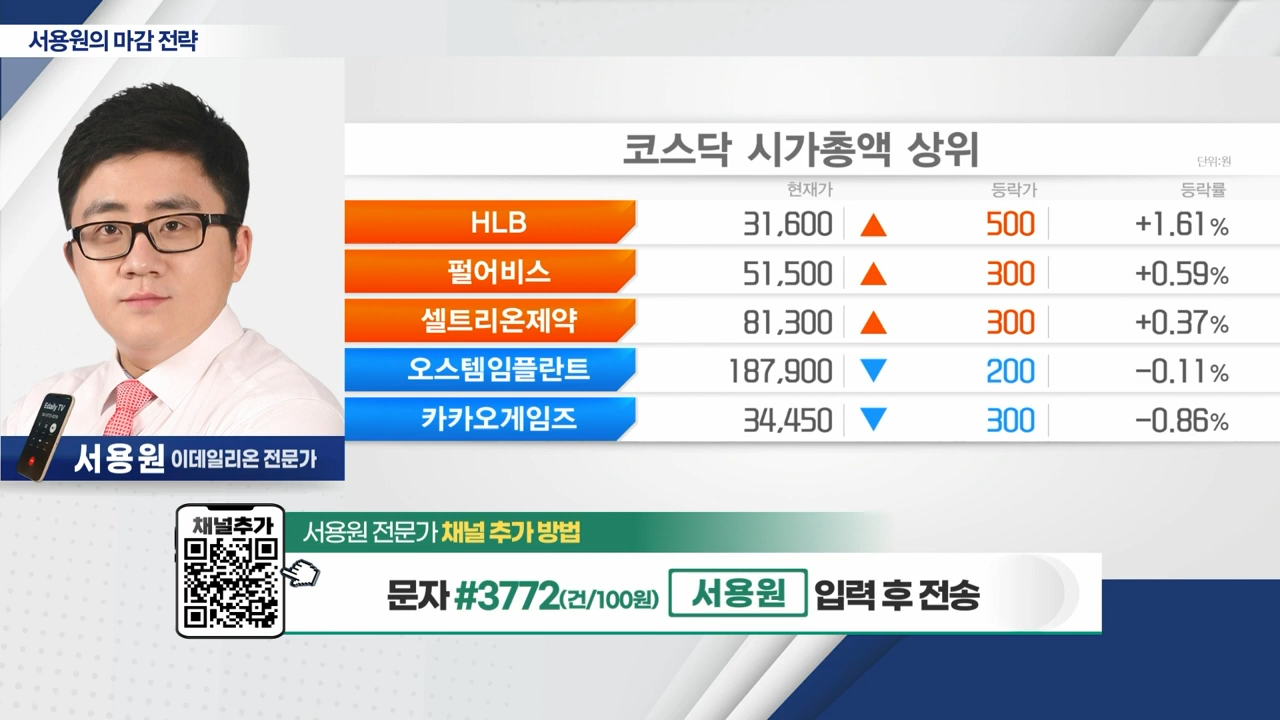 서용원의 마감 전략
코스닥 시가총액 상위
단위:원
현재가 등락가 등락률
HLB 31,600 ▲ 500 +1.61%
펄어비스 51,500 ▲ 300 +0.59%
셀트리온제약 81,300 ▲ 300 +0.37%
오스템임플란트 187,900 ▼ 200 -0.11%
카카오게임즈 34,450 ▼ 300 -0.86%
Edaily TV
서용원 이데일리온 전문가
채널추가
서용원 전문가 채널 추가 방법
문자 #3772(건/100원) 서용원 입력 후 전송